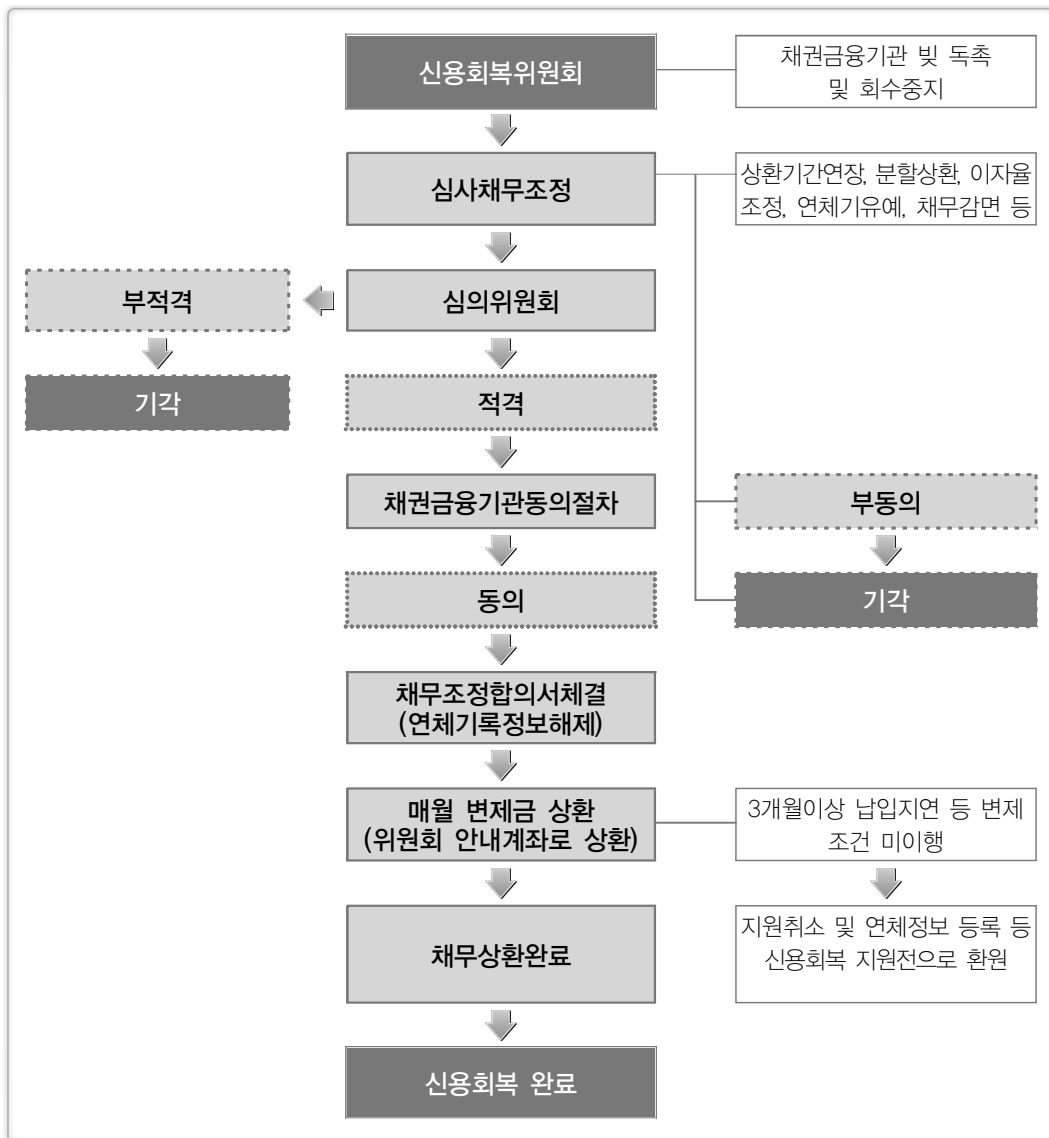 신용회복위원회
채권금융기관 빚 독촉
및 회수중지
심사채무조정
상환기간연장, 분할상환, 이자율
조정, 연체기유예, 채무감면 등
부적격
심의위원회
기각
적격
채권금융기관동의절차
부동의
동의
기각
채무조정합의서체결
(연체기록정보해제)
매월 변제금 상환
(위원회 안내계좌로 상환)
3개월이상 납입지연 등 변제
조건 미이행
채무상환완료
지원취소 및 연체정보 등록 등
신용회복 지원전으로 환원
신용회복 완료